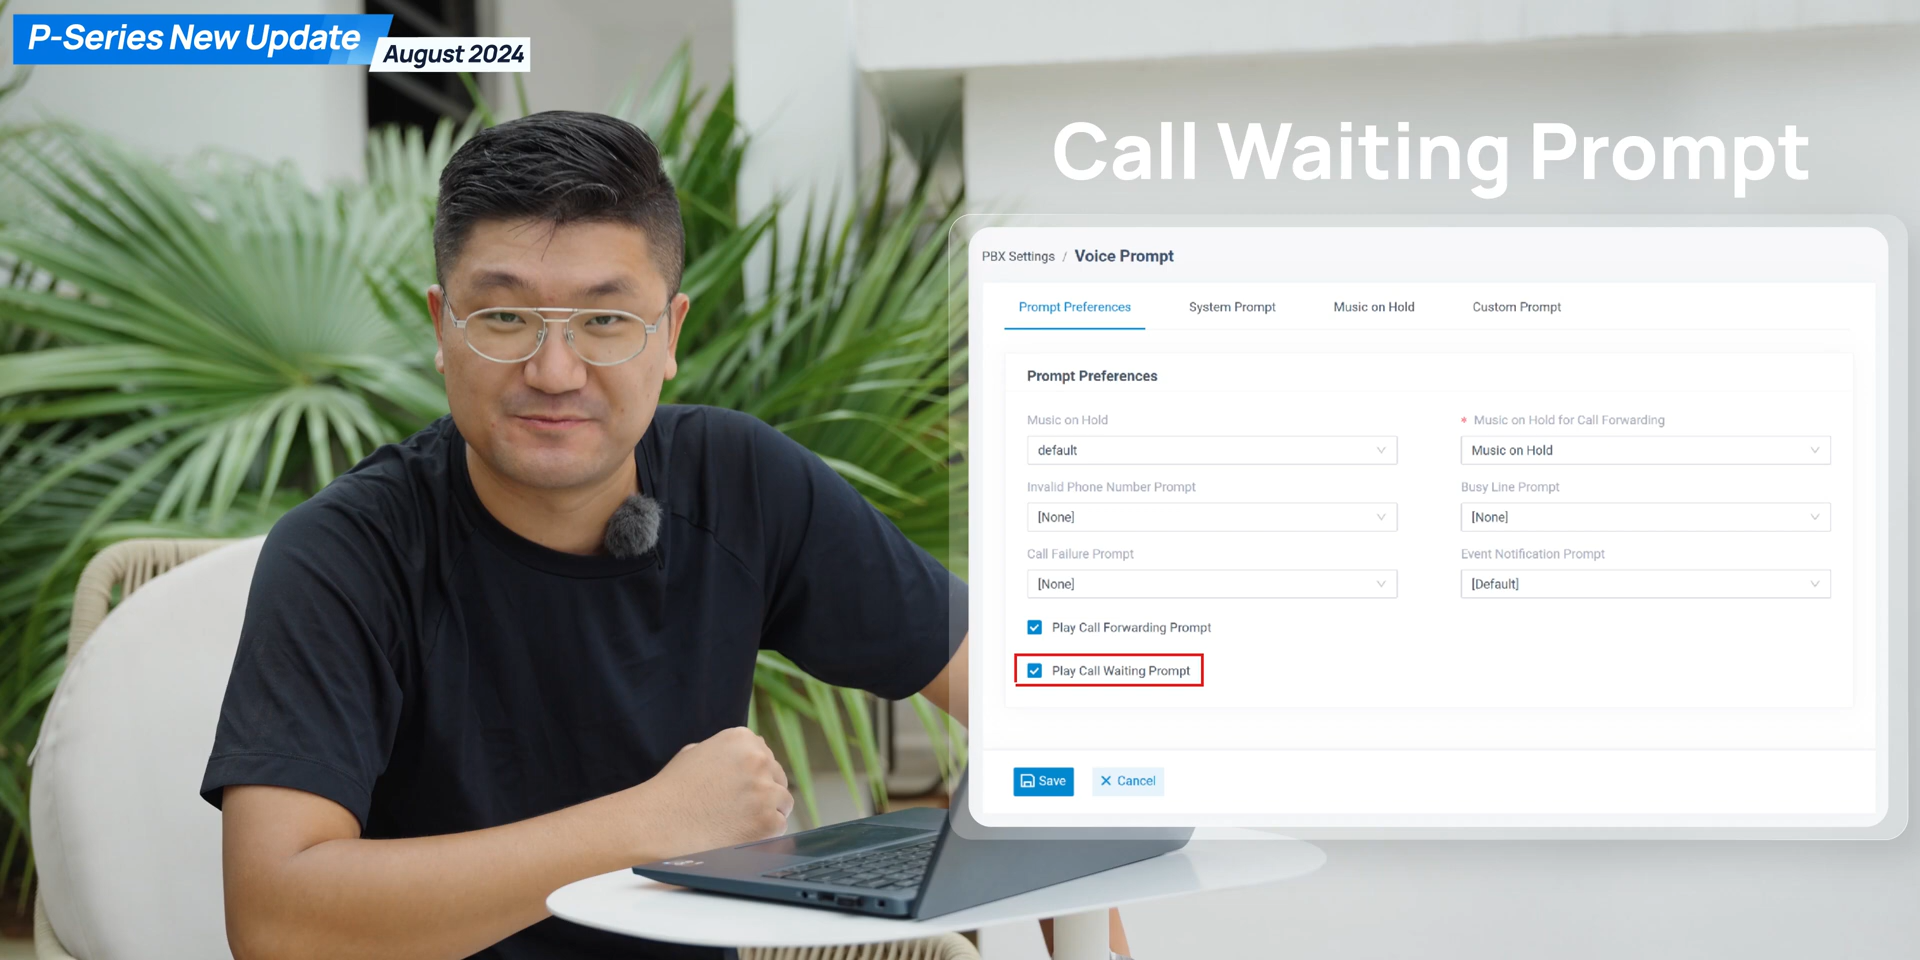 P-Series New Update
August 2024
Call Waiting Prompt
PBX Settings / Voice Prompt
Prompt Preferences
System Prompt
Music on Hold
Custom Prompt
Prompt Preferences
Music on Hold
* Music on Hold for Call Forwarding
default
Music on Hold
Invalid Phone Number Prompt
Busy Line Prompt
[None]
[None]
Call Failure Prompt
Event Notification Prompt
[None]
[Default]
Play Call Forwarding Prompt
Play Call Waiting Prompt
Save
Cancel